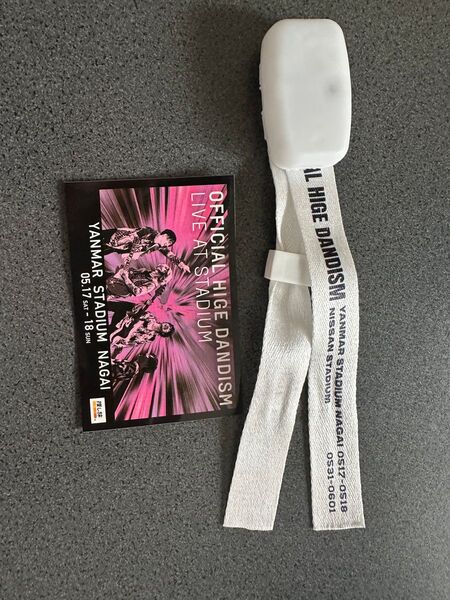 OFFICIAL HIGE DANDISM
LIVE AT STADIUM
YANMAR STADIUM NAGAI
05.17 SAT - 18 SUN
AL HIGE DANDISM
YANMAR STADIUM NAGAI 0517-0518
NISSAN STADIUM 0531-0601